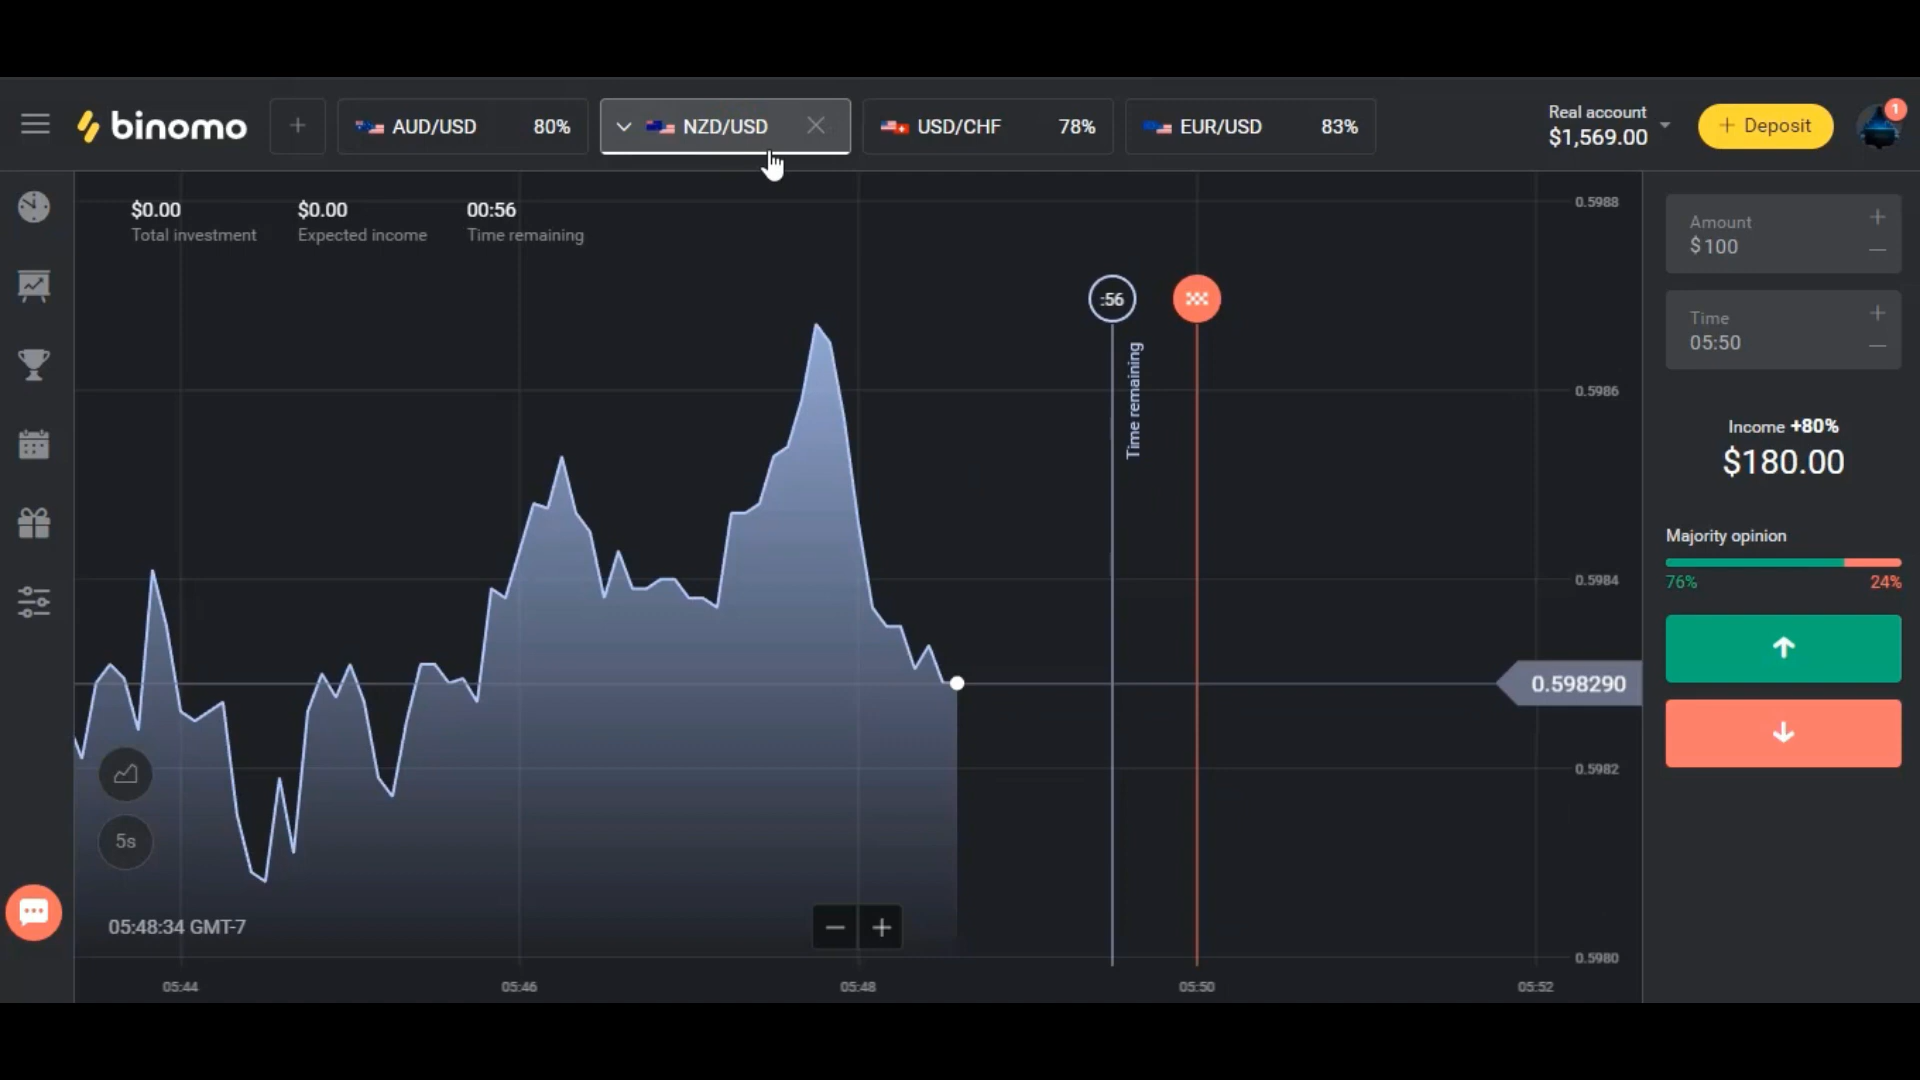 binomo
+
AUD/USD 80%
NZD/USD
USD/CHF 78%
EUR/USD 83%
Real account
$1,569.00
+ Deposit
1
$0.00
Total investment
$0.00
Expected income
00:56
Time remaining
0.5988
0.5986
0.5984
0.598290
0.5982
0.5980
:56
Time remaining
5s
05:48:34 GMT-7
− +
05:44
05:46
05:48
05:50
05:52
Amount +
$100 −
Time +
05:50 −
Income +80%
$180.00
Majority opinion
76% 24%